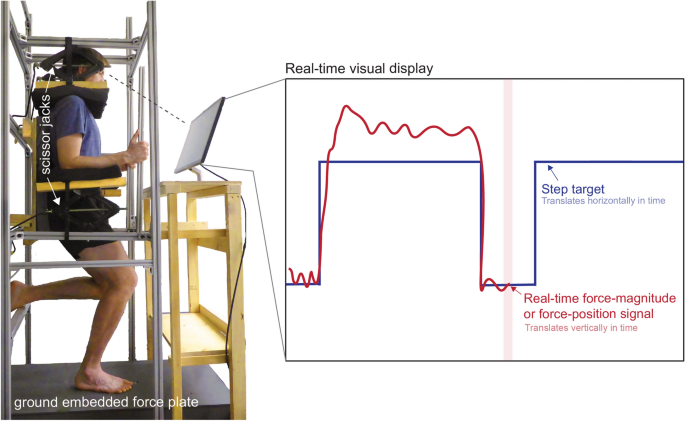 Real-time visual display
scissor jacks
Step target
Translates horizontally in time
Real-time force-magnitude
or force-position signal
Translates vertically in time
ground embedded force plate